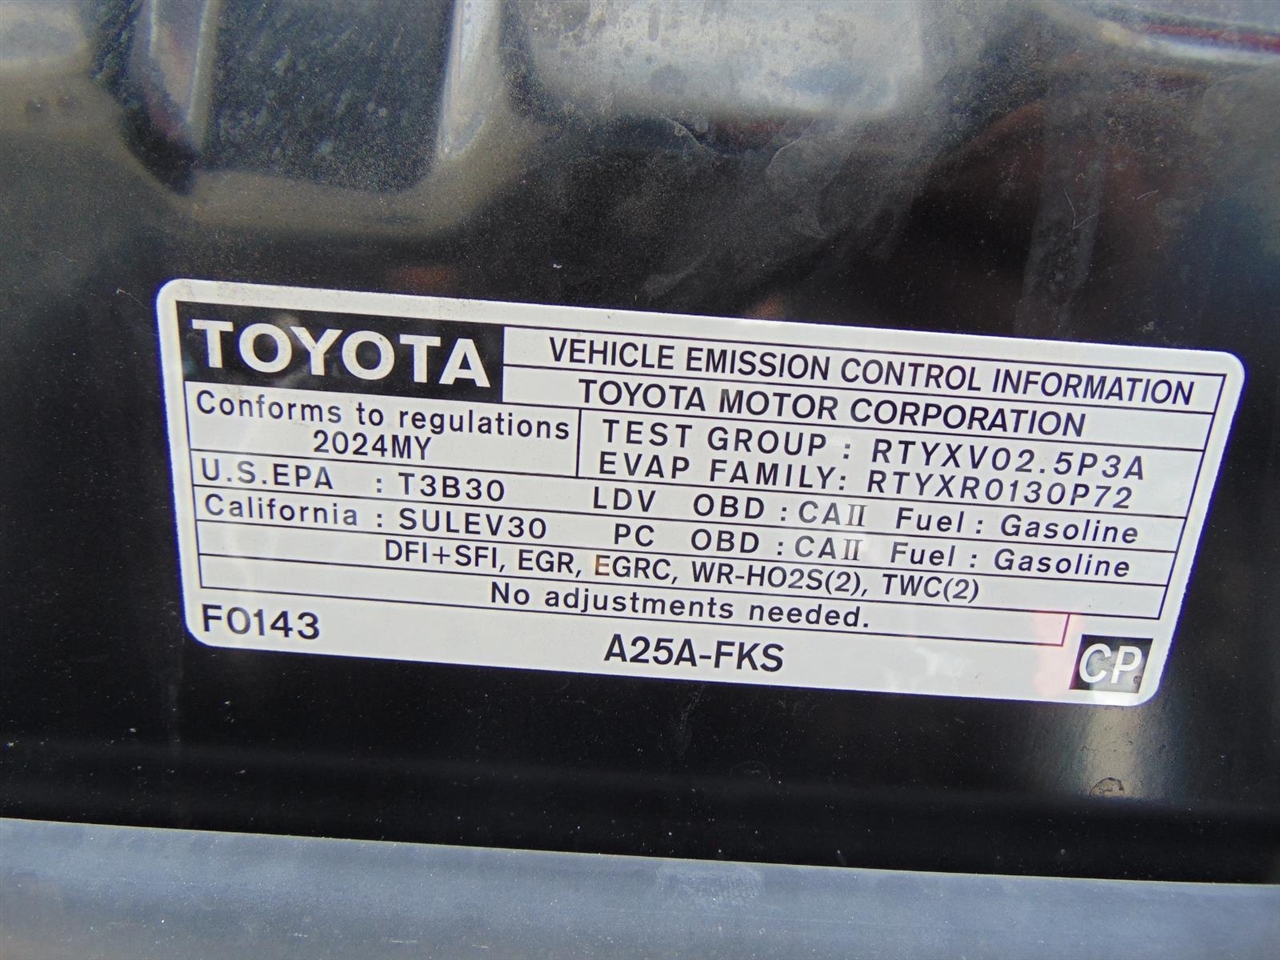 TOYOTA
VEHICLE EMISSION CONTROL INFORMATION
TOYOTA MOTOR CORPORATION
Conforms to regulations
2024MY
TEST GROUP : RTYXV02.5P3A
EVAP FAMILY: RTYXR0130P72
U.S.EPA : T3B30 LDV OBD : CAII Fuel : Gasoline
California : SULEV30 PC OBD : CAII Fuel : Gasoline
DFI+SFI, EGR, EGRC, WR-HO2S(2), TWC(2)
No adjustments needed.
F0143 A25A-FKS CP